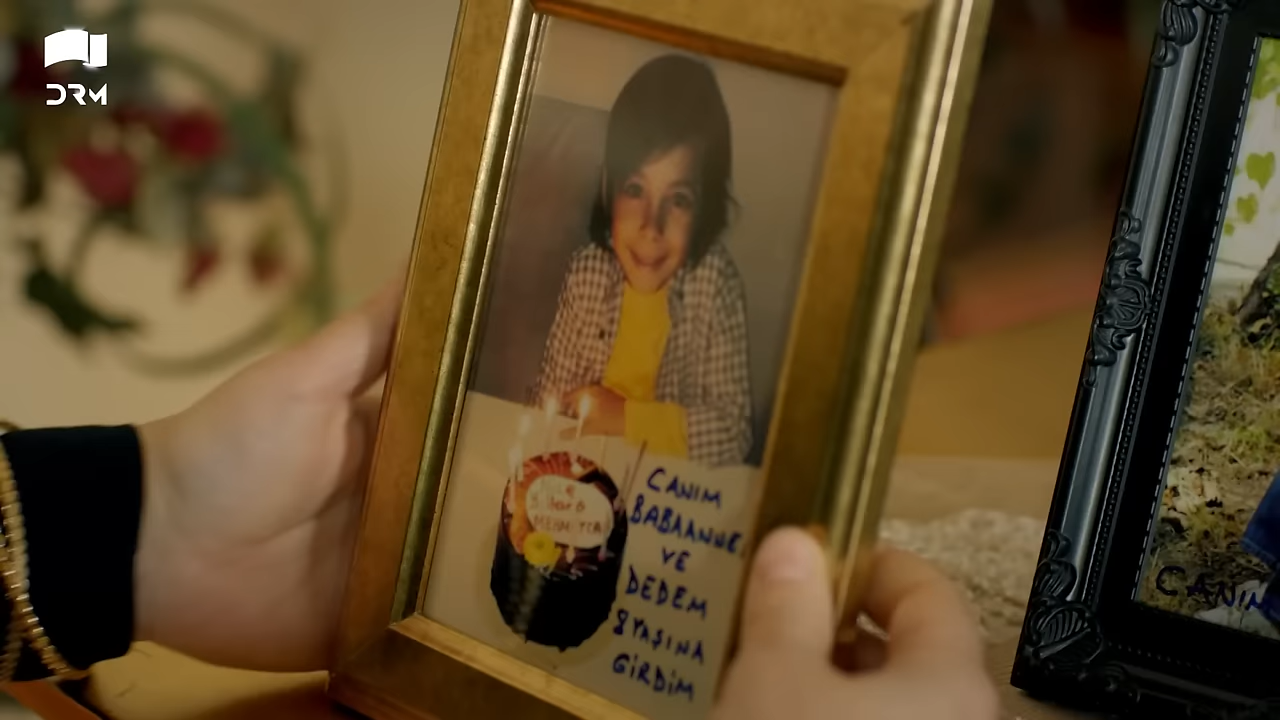 DRM
CANIM
BABAANNE
VE
DEDEM
8 YAŞINA
GİRDİM
CANIM